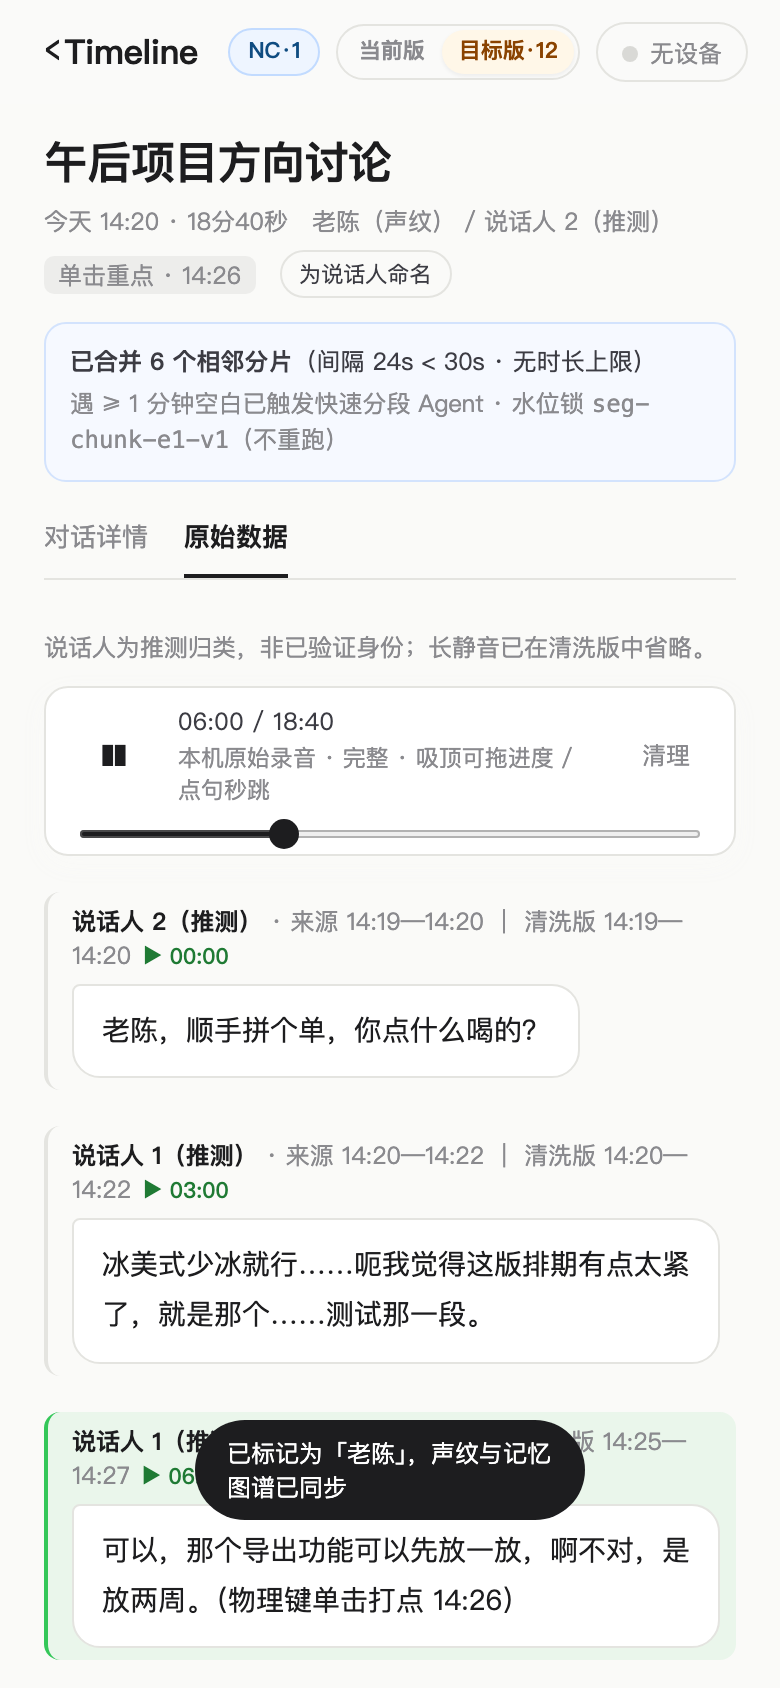 <Timeline NC·1 当前版 目标版·12 无设备
午后项目方向讨论
今天 14:20 · 18分40秒 老陈（声纹） / 说话人 2（推测）
单击重点 · 14:26 为说话人命名
已合并 6 个相邻分片（间隔 24s < 30s · 无时长上限）
遇 ≥ 1 分钟空白已触发快速分段 Agent · 水位锁 seg-
chunk-e1-v1（不重跑）
对话详情 原始数据
说话人为推测归类，非已验证身份；长静音已在清洗版中省略。
06:00 / 18:40
本机原始录音 · 完整 · 吸顶可拖进度 /
点句秒跳
清理
说话人 2（推测） · 来源 14:19—14:20 | 清洗版 14:19—
14:20 ▶ 00:00
老陈，顺手拼个单，你点什么喝的？
说话人 1（推测） · 来源 14:20—14:22 | 清洗版 14:20—
14:22 ▶ 03:00
冰美式少冰就行……呃我觉得这版排期有点太紧
了，就是那个……测试那一段。
说话人 1（推 版 14:25—
14:27 ▶ 06
已标记为「老陈」，声纹与记忆
图谱已同步
可以，那个导出功能可以先放一放，啊不对，是
放两周。（物理键单击打点 14:26）